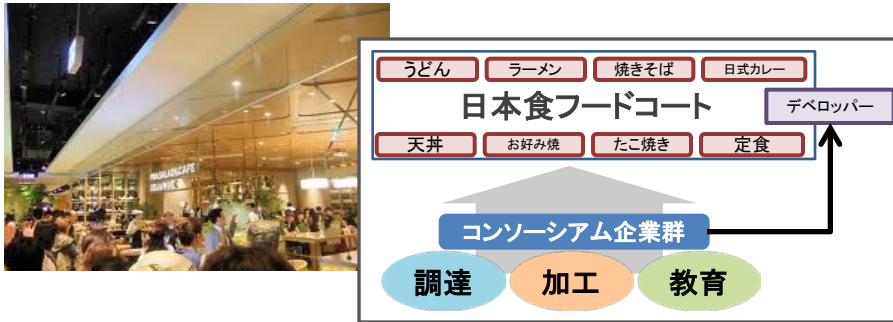 うどん ラーメン 焼きそば 日式カレー
日本食フードコート
デベロッパー
天丼 お好み焼 たこ焼き 定食
コンソーシアム企業群
調達 加工 教育